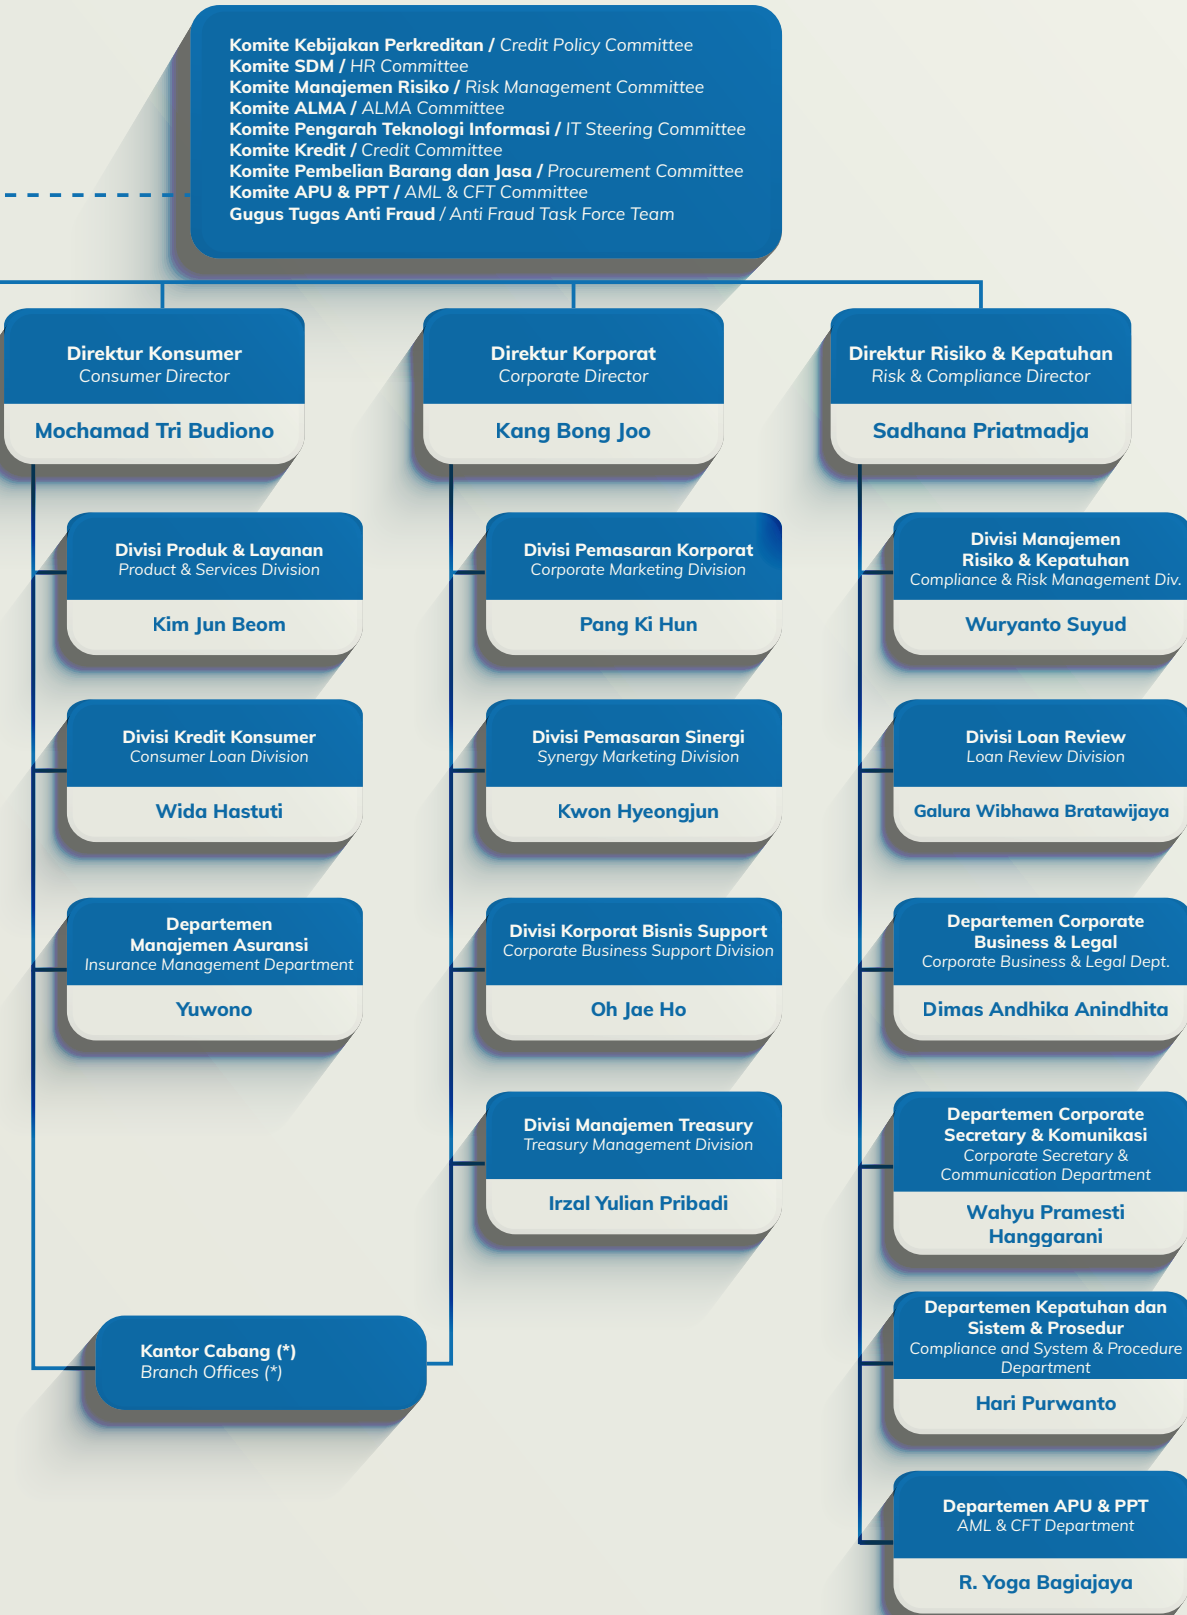 Komite Kebijakan Perkreditan / Credit Policy Committee
Komite SDM / HR Committee
Komite Manajemen Risiko / Risk Management Committee
Komite ALMA / ALMA Committee
Komite Pengarah Teknologi Informasi / IT Steering Committee
Komite Kredit / Credit Committee
Komite Pembelian Barang dan Jasa / Procurement Committee
Komite APU & PPT / AML & CFT Committee
Gugus Tugas Anti Fraud / Anti Fraud Task Force Team
Direktur Konsumer
Consumer Director
Mochamad Tri Budiono
Divisi Produk & Layanan
Product & Services Division
Kim Jun Beom
Divisi Kredit Konsumer
Consumer Loan Division
Wida Hastuti
Departemen
Manajemen Asuransi
Insurance Management Department
Yuwono
Direktur Korporat
Corporate Director
Kang Bong Joo
Divisi Pemasaran Korporat
Corporate Marketing Division
Pang Ki Hun
Divisi Pemasaran Sinergi
Synergy Marketing Division
Kwon Hyeongjun
Divisi Korporat Bisnis Support
Corporate Business Support Division
Oh Jae Ho
Divisi Manajemen Treasury
Treasury Management Division
Irzal Yulian Pribadi
Kantor Cabang (*)
Branch Offices (*)
Direktur Risiko & Kepatuhan
Risk & Compliance Director
Sadhana Priatmadja
Divisi Manajemen
Risiko & Kepatuhan
Compliance & Risk Management Div.
Wuryanto Suyud
Divisi Loan Review
Loan Review Division
Galura Wibhawa Bratawijaya
Departemen Corporate
Business & Legal
Corporate Business & Legal Dept.
Dimas Andhika Anindhita
Departemen Corporate
Secretary & Komunikasi
Corporate Secretary &
Communication Department
Wahyu Pramesti
Hanggarani
Departemen Kepatuhan dan
Sistem & Prosedur
Compliance and System & Procedure
Department
Hari Purwanto
Departemen APU & PPT
AML & CFT Department
R. Yoga Bagiajaya